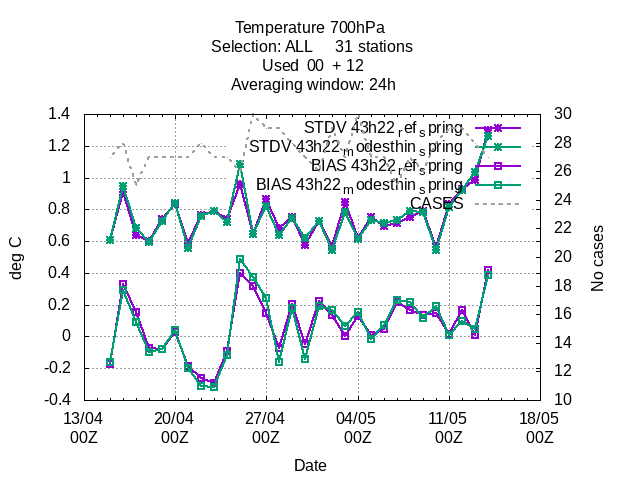 Temperature 700hPa
Selection: ALL 31 stations
Used 00 + 12
Averaging window: 24h
1.4
1.2
1
0.8
0.6
0.4
0.2
0
-0.2
-0.4
deg C
30
28
26
24
22
20
18
16
14
12
10
No cases
STDV 43h22_ref_spring
STDV 43h22_modesthin_spring
BIAS 43h22_ref_spring
BIAS 43h22_modesthin_spring
CASES
13/04 20/04 27/04 04/05 11/05 18/05
00Z 00Z 00Z 00Z 00Z 00Z
Date